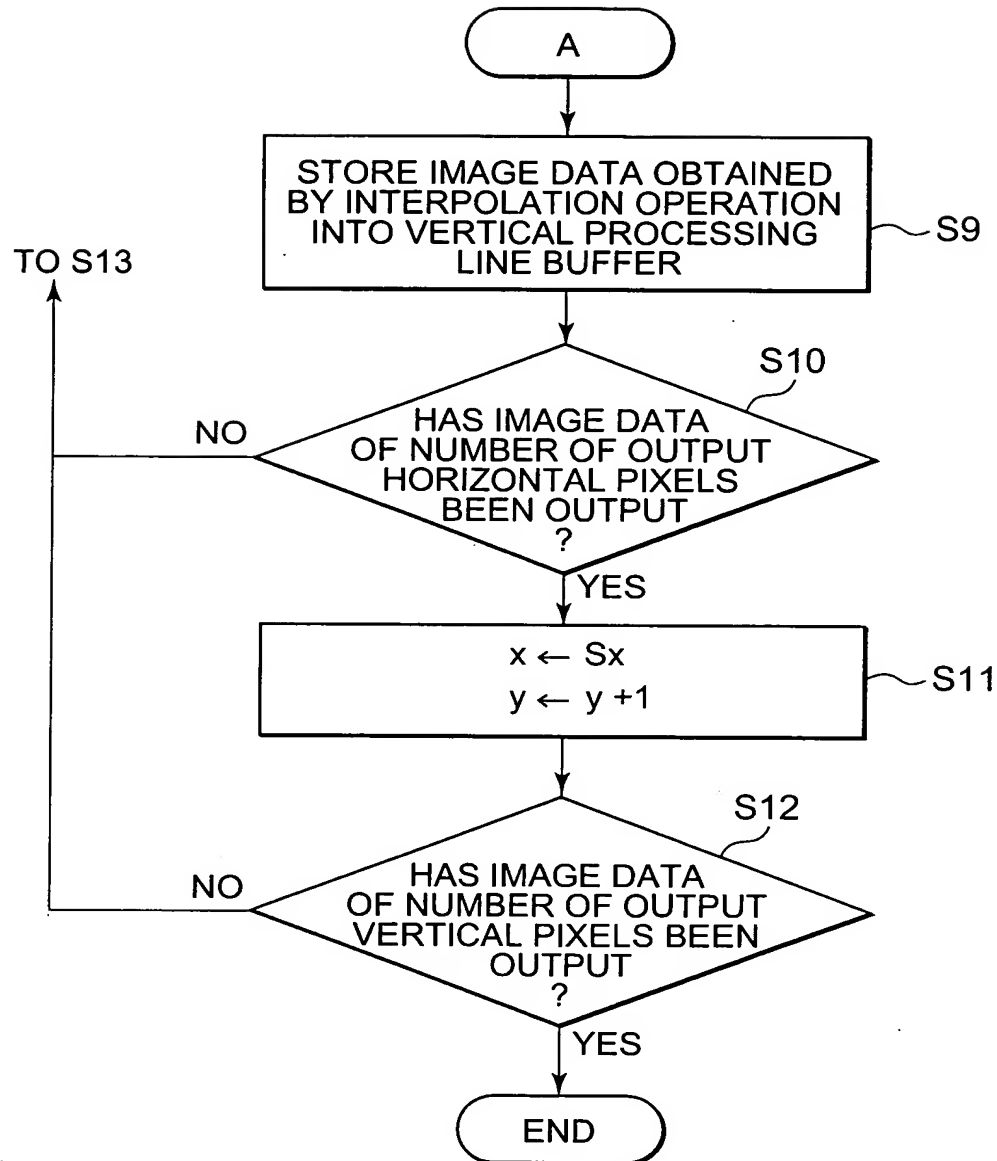 A
STORE IMAGE DATA OBTAINED
BY INTERPOLATION OPERATION
INTO VERTICAL PROCESSING
LINE BUFFER
S9
TO S13
S10
HAS IMAGE DATA
OF NUMBER OF OUTPUT
HORIZONTAL PIXELS
BEEN OUTPUT
?
NO
YES
x ← Sx
y ← y +1
S11
S12
HAS IMAGE DATA
OF NUMBER OF OUTPUT
VERTICAL PIXELS BEEN
OUTPUT
?
NO
YES
END